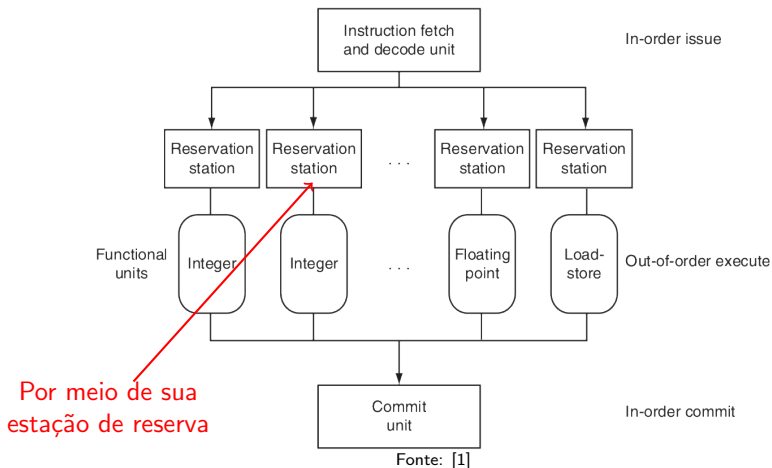 Instruction fetch
and decode unit
In-order issue
Reservation
station
Reservation
station
. . .
Reservation
station
Reservation
station
Functional
units
Integer
Integer
. . .
Floating
point
Load-
store
Out-of-order execute
Por meio de sua
estação de reserva
Commit
unit
In-order commit
Fonte: [1]